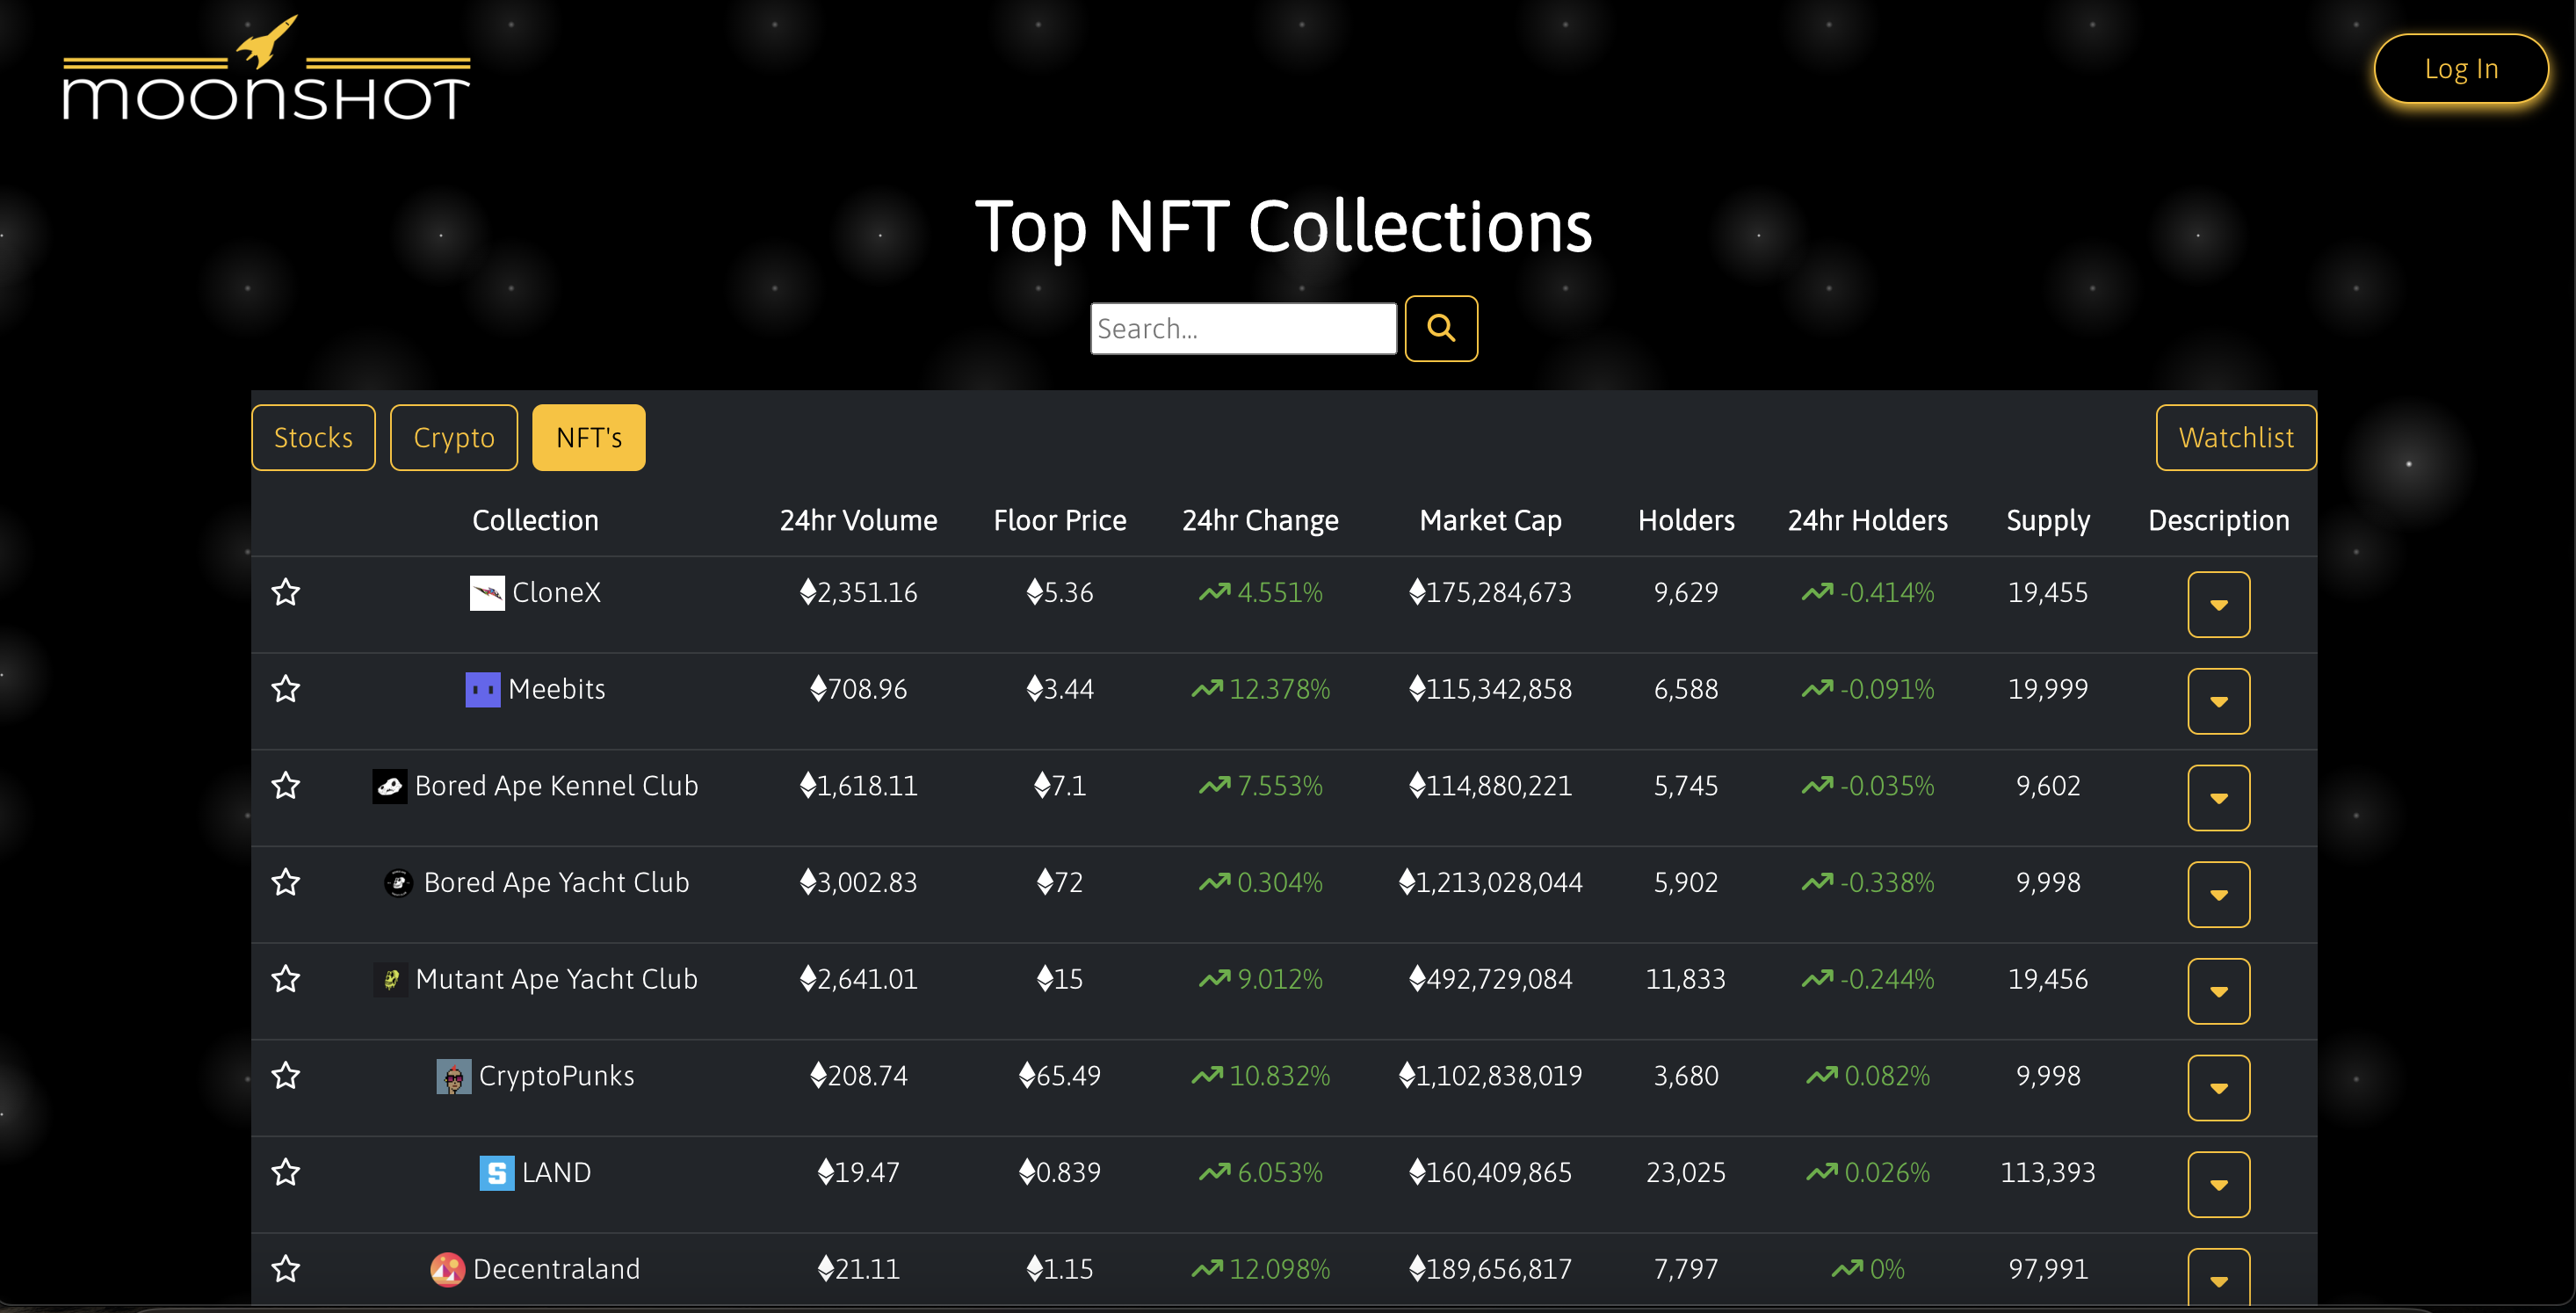 MOONSHOT
Log In
Top NFT Collections
Search...
Stocks Crypto NFT's Watchlist
Collection 24hr Volume Floor Price 24hr Change Market Cap Holders 24hr Holders Supply Description
CloneX 2,351.16 5.36 4.551% 175,284,673 9,629 -0.414% 19,455
Meebits 708.96 3.44 12.378% 115,342,858 6,588 -0.091% 19,999
Bored Ape Kennel Club 1,618.11 7.1 7.553% 114,880,221 5,745 -0.035% 9,602
Bored Ape Yacht Club 3,002.83 72 0.304% 1,213,028,044 5,902 -0.338% 9,998
Mutant Ape Yacht Club 2,641.01 15 9.012% 492,729,084 11,833 -0.244% 19,456
CryptoPunks 208.74 65.49 10.832% 1,102,838,019 3,680 0.082% 9,998
LAND 19.47 0.839 6.053% 160,409,865 23,025 0.026% 113,393
Decentraland 21.11 1.15 12.098% 189,656,817 7,797 0% 97,991